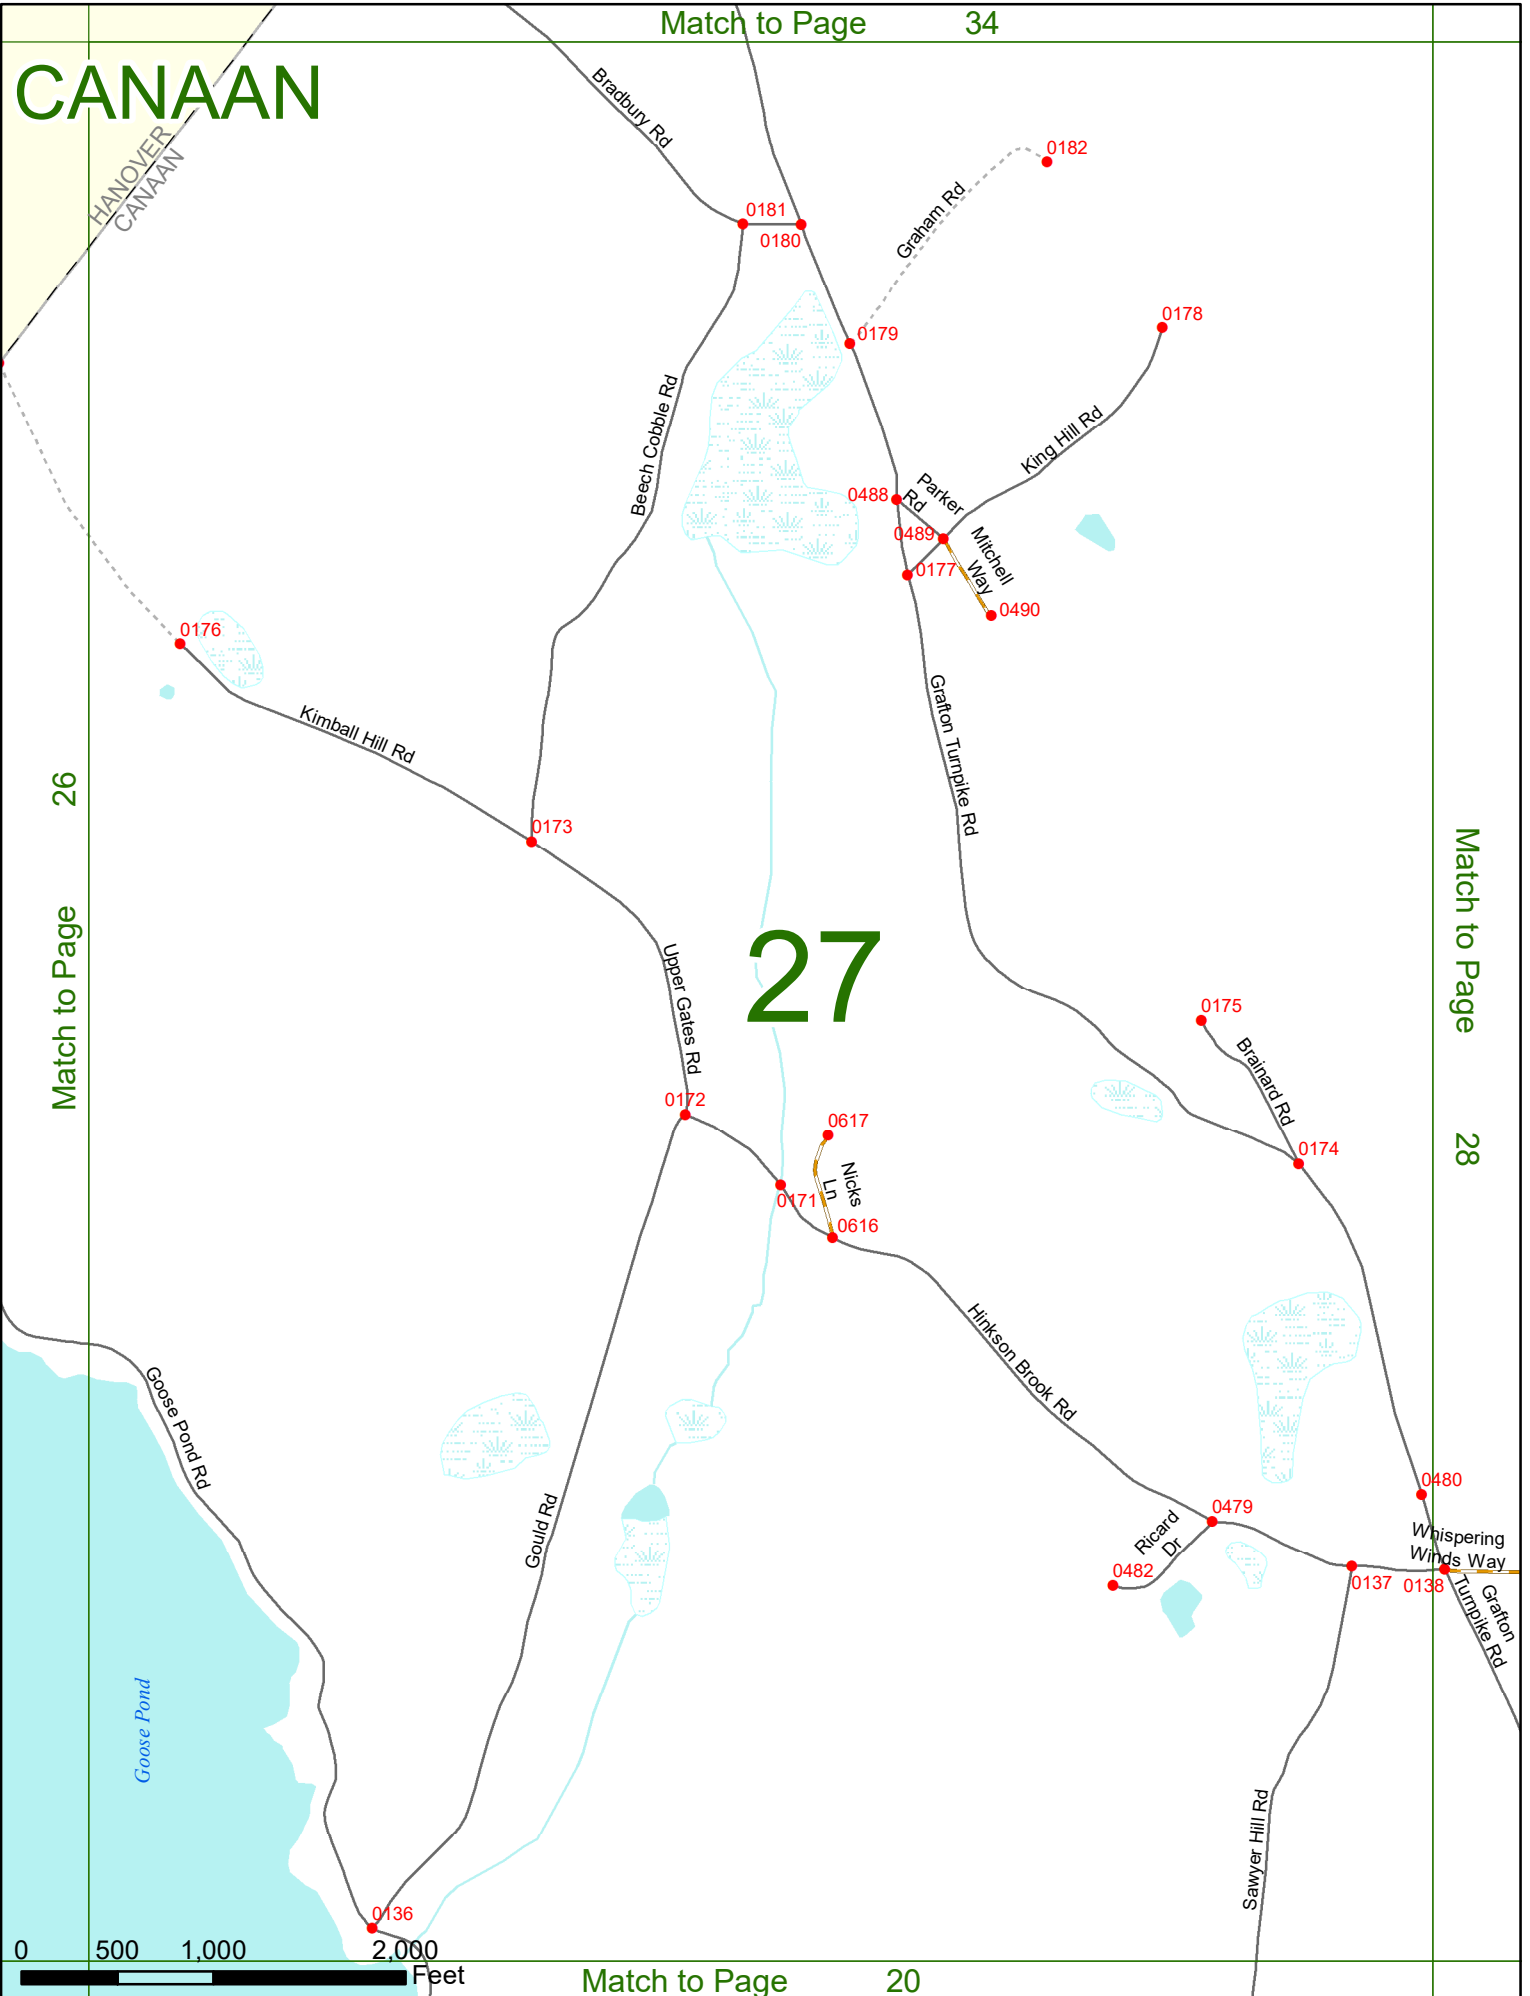 Match to Page 34
CANAAN
HANOVER
CANAAN
Bradbury Rd
0182
Graham Rd
0181
0180
0178
0179
Beech Cobble Rd
King Hill Rd
0488
Parker
Rd
0489
Mitchell
Way
0177
0490
0176
Grafton Turnpike Rd
Kimball Hill Rd
Match to Page 26
0173
Match to Page 28
27
Upper Gates Rd
0175
Brainard Rd
0172
0617
0174
Nicks
Ln
0171
0616
Hinkson Brook Rd
Goose Pond Rd
0480
Gould Rd
0479
Ricard
Dr
Whispering
Winds Way
0482
0137
0138
Grafton
Turnpike Rd
Goose Pond
Sawyer Hill Rd
0136
0 500 1,000 2,000
Feet
Match to Page 20